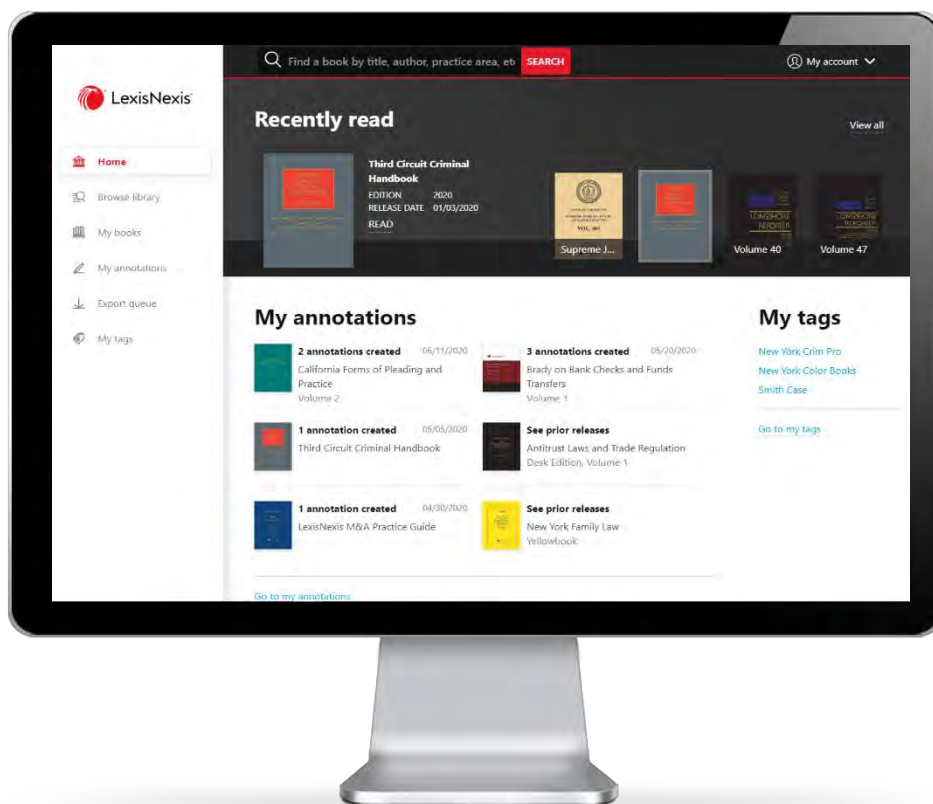 Find a book by title, author, practice area, et
SEARCH
My account
LexisNexis
Home
Browse library
My books
My annotations
Export queue
My tags
Recently read
View all
Third Circuit Criminal
Handbook
EDITION 2020
RELEASE DATE 01/03/2020
READ
VOL. 481
Supreme J...
LONGSHORE
REPORTER
Volume 40
LONGSHORE
REPORTER
Volume 47
My annotations
2 annotations created 06/11/2020
California Forms of Pleading and
Practice
Volume 2
3 annotations created 05/20/2020
Brady on Bank Checks and Funds
Transfers
Volume 1
1 annotation created 05/05/2020
Third Circuit Criminal Handbook
See prior releases
Antitrust Laws and Trade Regulation
Desk Edition, Volume 1
1 annotation created 04/30/2020
LexisNexis M&A Practice Guide
See prior releases
New York Family Law
Yellowbook
Go to my annotations
My tags
New York Crim Pro
New York Color Books
Smith Case
Go to my tags